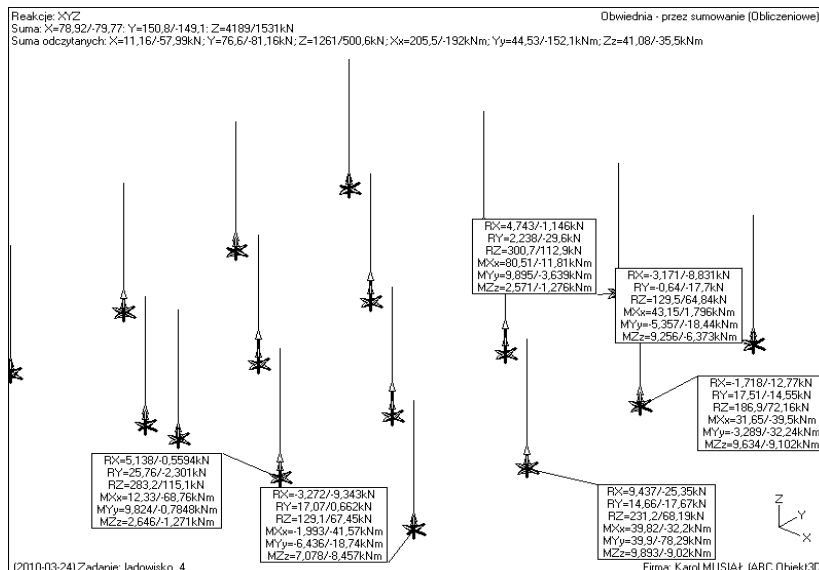 Reakcje: XYZ
Obwiednia - przez sumowanie (Obliczeniowe)
Suma: X=78,92/-79,77; Y=150,8/-149,1; Z=4189/1531kN
Suma odczytanych: X=11,16/-57,99kN; Y=76,6/-81,16kN; Z=1261/500,6kN; Xx=205,5/-192kNm; Yy=44,53/-152,1kNm; Zz=41,08/-35,5kNm
RX=4,743/-1,146kN
RY=2,238/-29,6kN
RZ=300,7/112,9kN
MXx=80,51/-11,81kNm
MYy=9,895/-3,639kNm
MZz=2,571/-1,276kNm
RX=-3,171/-8,831kN
RY=-0,64/-17,7kN
RZ=129,5/64,84kN
MXx=43,15/1,796kNm
MYy=-5,357/-18,44kNm
MZz=9,256/-6,373kNm
RX=-1,718/-12,77kN
RY=17,51/-14,55kN
RZ=186,9/72,16kN
MXx=31,65/-39,5kNm
MYy=-3,289/-32,24kNm
MZz=9,634/-9,102kNm
RX=5,138/-0,5594kN
RY=25,76/-2,301kN
RZ=283,2/115,1kN
MXx=12,33/-68,76kNm
MYy=9,824/-0,7848kNm
MZz=2,646/-1,271kNm
RX=-3,272/-9,343kN
RY=17,07/0,662kN
RZ=129,1/67,45kN
MXx=-1,993/-41,57kNm
MYy=-6,436/-18,74kNm
MZz=7,078/-8,457kNm
RX=9,437/-25,35kN
RY=14,66/-17,67kN
RZ=231,2/68,19kN
MXx=39,82/-32,2kNm
MYy=39,9/-78,29kNm
MZz=9,893/-9,02kNm
Z
Y
X
(2010-03-24) Zadanie: lądowisko_4
Firma: Karol MUSIAŁ (ABC Obiekt3D